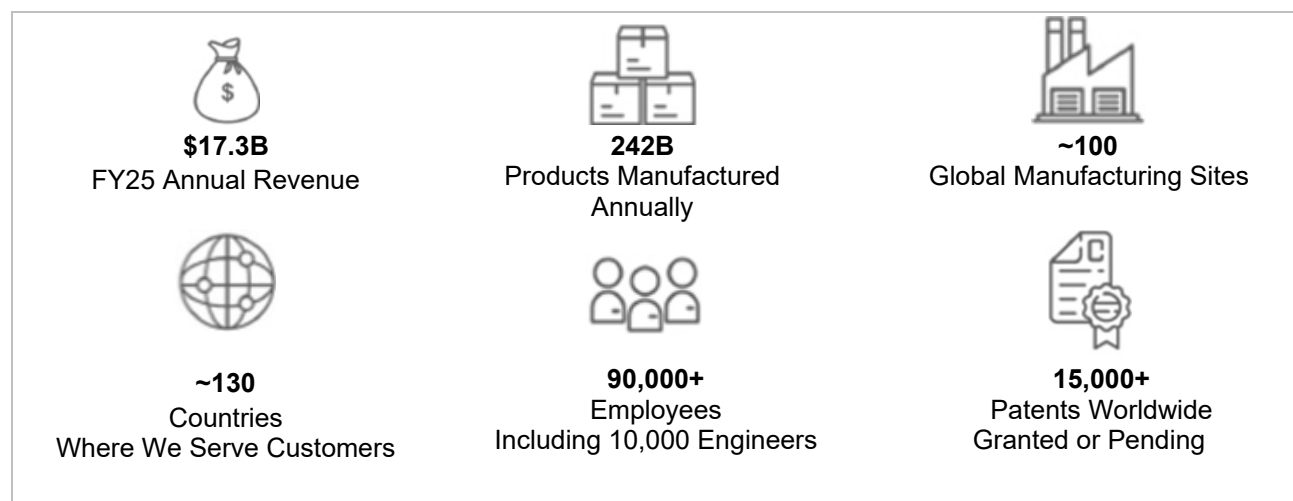 $
$17.3B
FY25 Annual Revenue
242B
Products Manufactured
Annually
~100
Global Manufacturing Sites
~130
Countries
Where We Serve Customers
90,000+
Employees
Including 10,000 Engineers
15,000+
Patents Worldwide
Granted or Pending